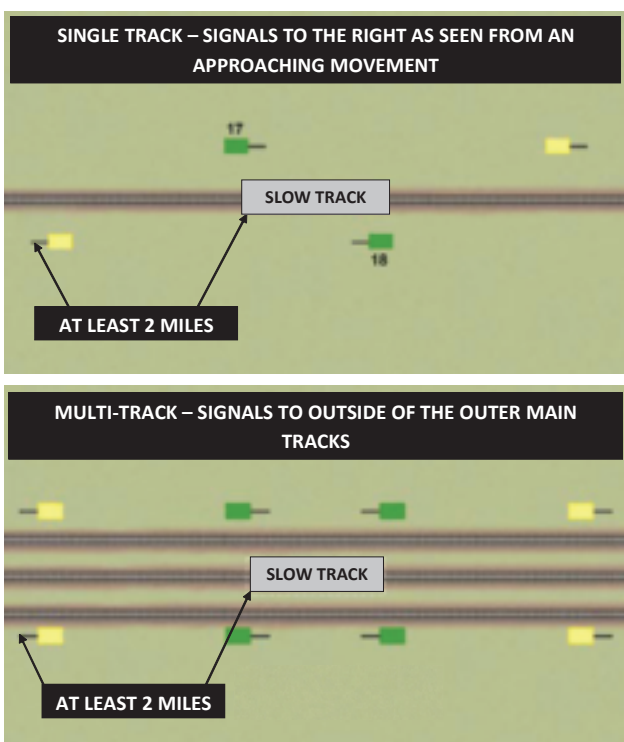 SINGLE TRACK – SIGNALS TO THE RIGHT AS SEEN FROM AN
APPROACHING MOVEMENT
17
SLOW TRACK
18
AT LEAST 2 MILES
MULTI-TRACK – SIGNALS TO OUTSIDE OF THE OUTER MAIN
TRACKS
SLOW TRACK
AT LEAST 2 MILES